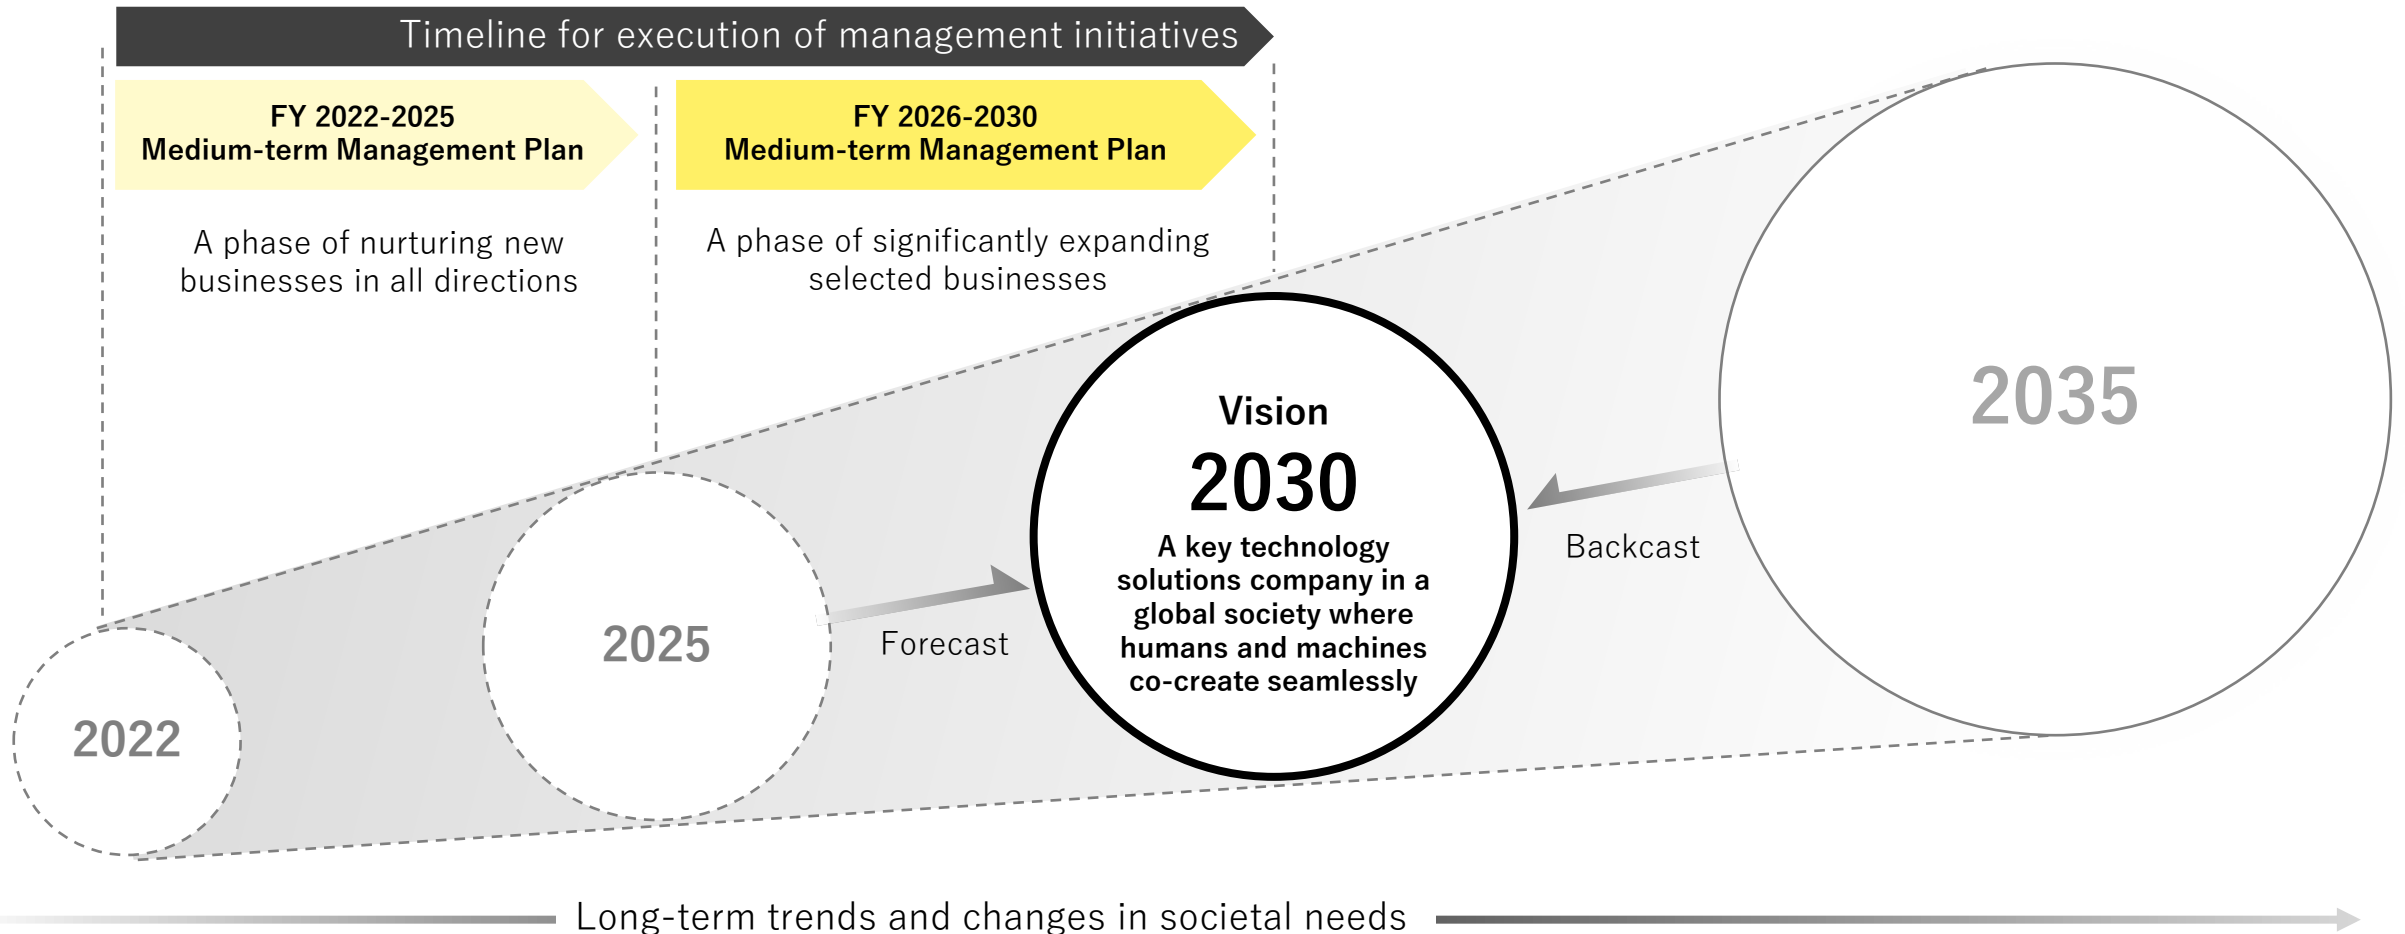 Timeline for execution of management initiatives
FY 2022-2025
Medium-term Management Plan
FY 2026-2030
Medium-term Management Plan
A phase of nurturing new
businesses in all directions
A phase of significantly expanding
selected businesses
2022
2025
Forecast
Vision
2030
A key technology
solutions company in a
global society where
humans and machines
co-create seamlessly
Backcast
2035
Long-term trends and changes in societal needs